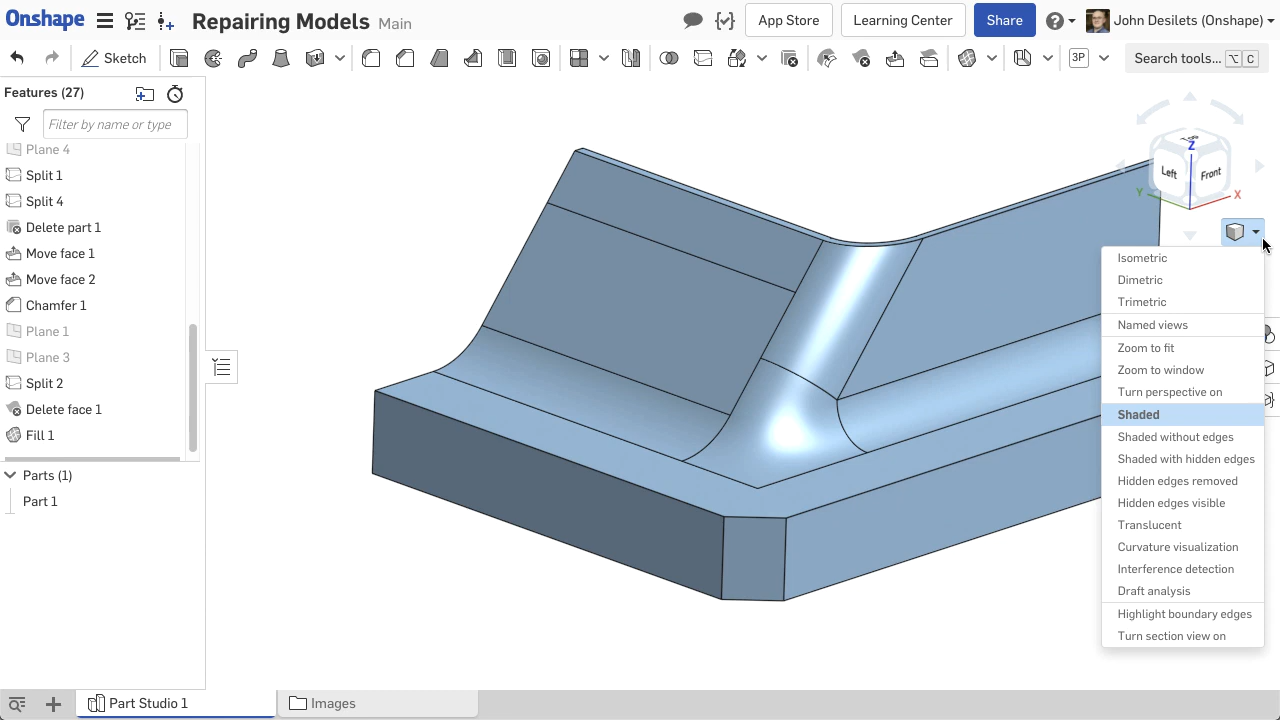 Onshape Repairing Models Main App Store Learning Center Share John Desilets (Onshape)
Sketch 3P Search tools... ⌥ C
Features (27)
Filter by name or type
Plane 4
Split 1
Split 4
Delete part 1
Move face 1
Move face 2
Chamfer 1
Plane 1
Plane 3
Split 2
Delete face 1
Fill 1
Parts (1)
Part 1
Z
Left Front
Y X
Isometric
Dimetric
Trimetric
Named views
Zoom to fit
Zoom to window
Turn perspective on
Shaded
Shaded without edges
Shaded with hidden edges
Hidden edges removed
Hidden edges visible
Translucent
Curvature visualization
Interference detection
Draft analysis
Highlight boundary edges
Turn section view on
Part Studio 1 Images